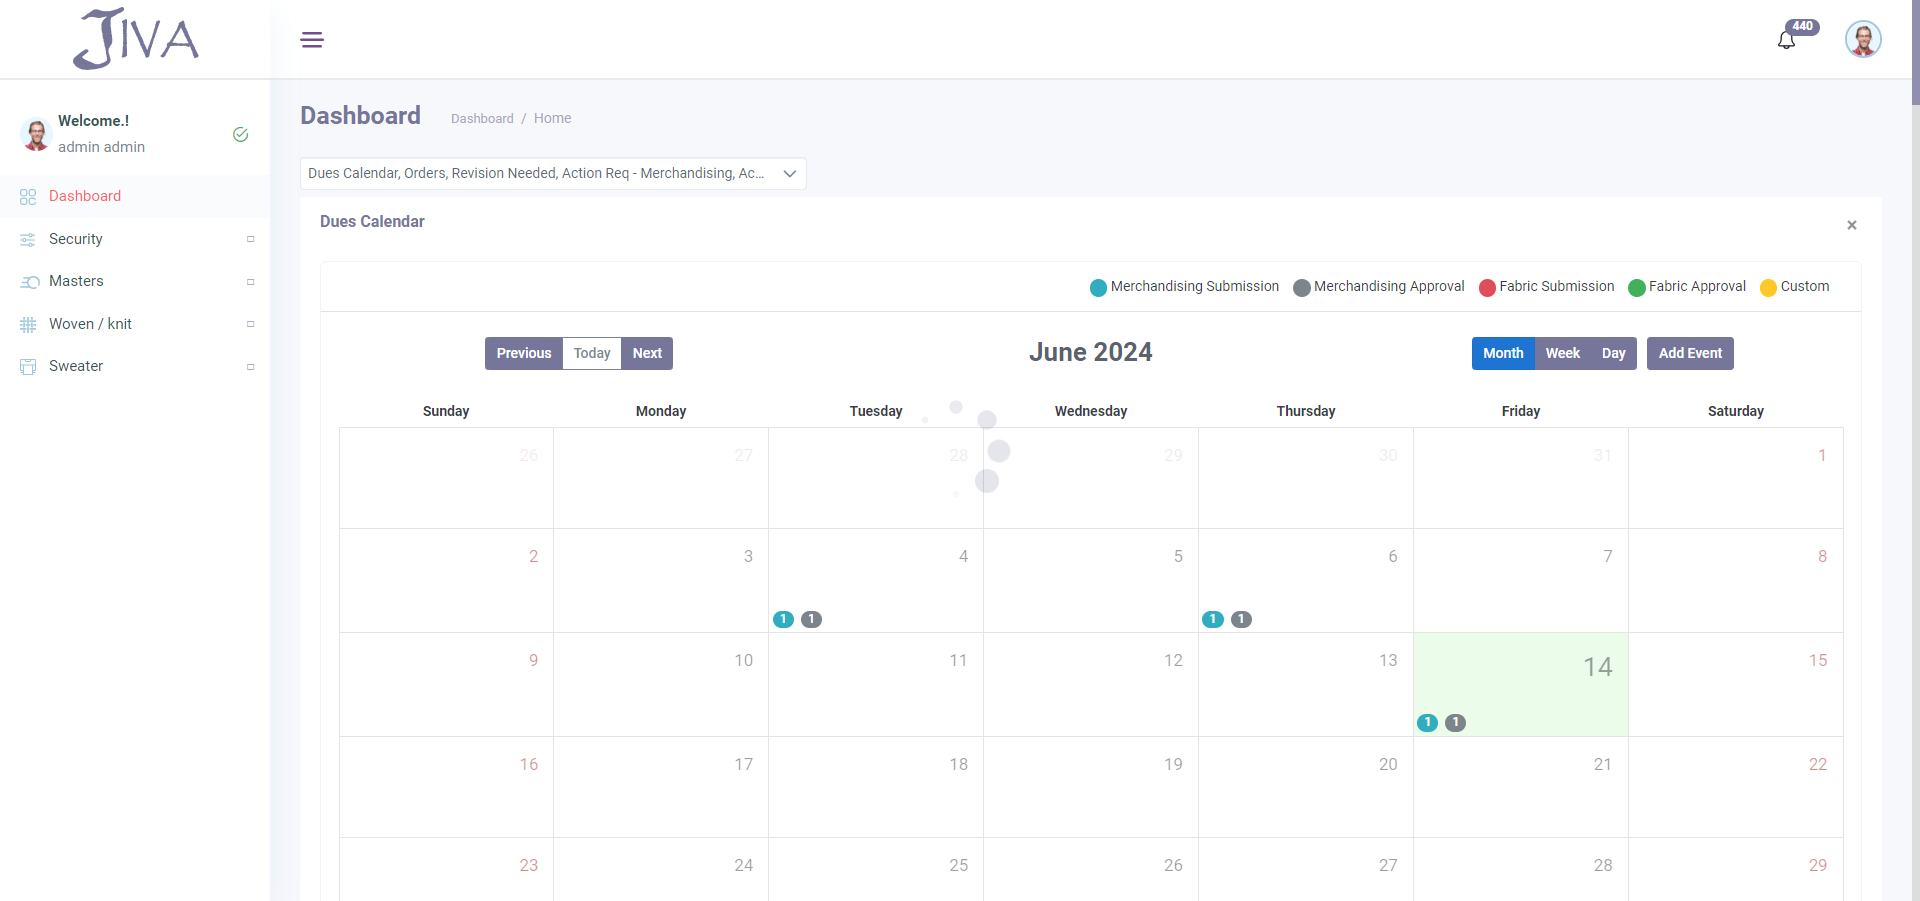 JIVA
440
Welcome.!
admin admin
Dashboard
Security
Masters
Woven / knit
Sweater
Dashboard
Dashboard / Home
Dues Calendar, Orders, Revision Needed, Action Req - Merchandising, Ac...
Dues Calendar
×
Merchandising Submission Merchandising Approval Fabric Submission Fabric Approval Custom
Previous Today Next
June 2024
Month Week Day Add Event
Sunday Monday Tuesday Wednesday Thursday Friday Saturday
26 27 28 29 30 31 1
2 3 4 5 6 7 8
1 1 1 1
9 10 11 12 13 14 15
1 1
16 17 18 19 20 21 22
23 24 25 26 27 28 29